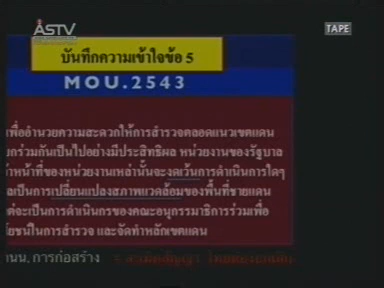 ASTV
TAPE
บันทึกความเข้าใจข้อ 5
MOU.2543
เพื่ออำนวยความสะดวกให้การสำรวจตลอดแนวเขตแดน
ยกร่วมกันเป็นไปอย่างมีประสิทธิผล หน่วยงานของรัฐบาล
จ้าหน้าที่ของหน่วยงานเหล่านั้นจะงดเว้นการดำเนินการใดๆ
ลเป็นการเปลี่ยนแปลงสภาพแวดล้อมของพื้นที่ชายแดน
ต่จะเป็นการดำเนินกรของคณะอนุกรรมาธิการร่วมเพื่อ
โยชน์ในการสำรวจ และจัดทำหลักเขตแดน
ถนน, การก่อสร้าง